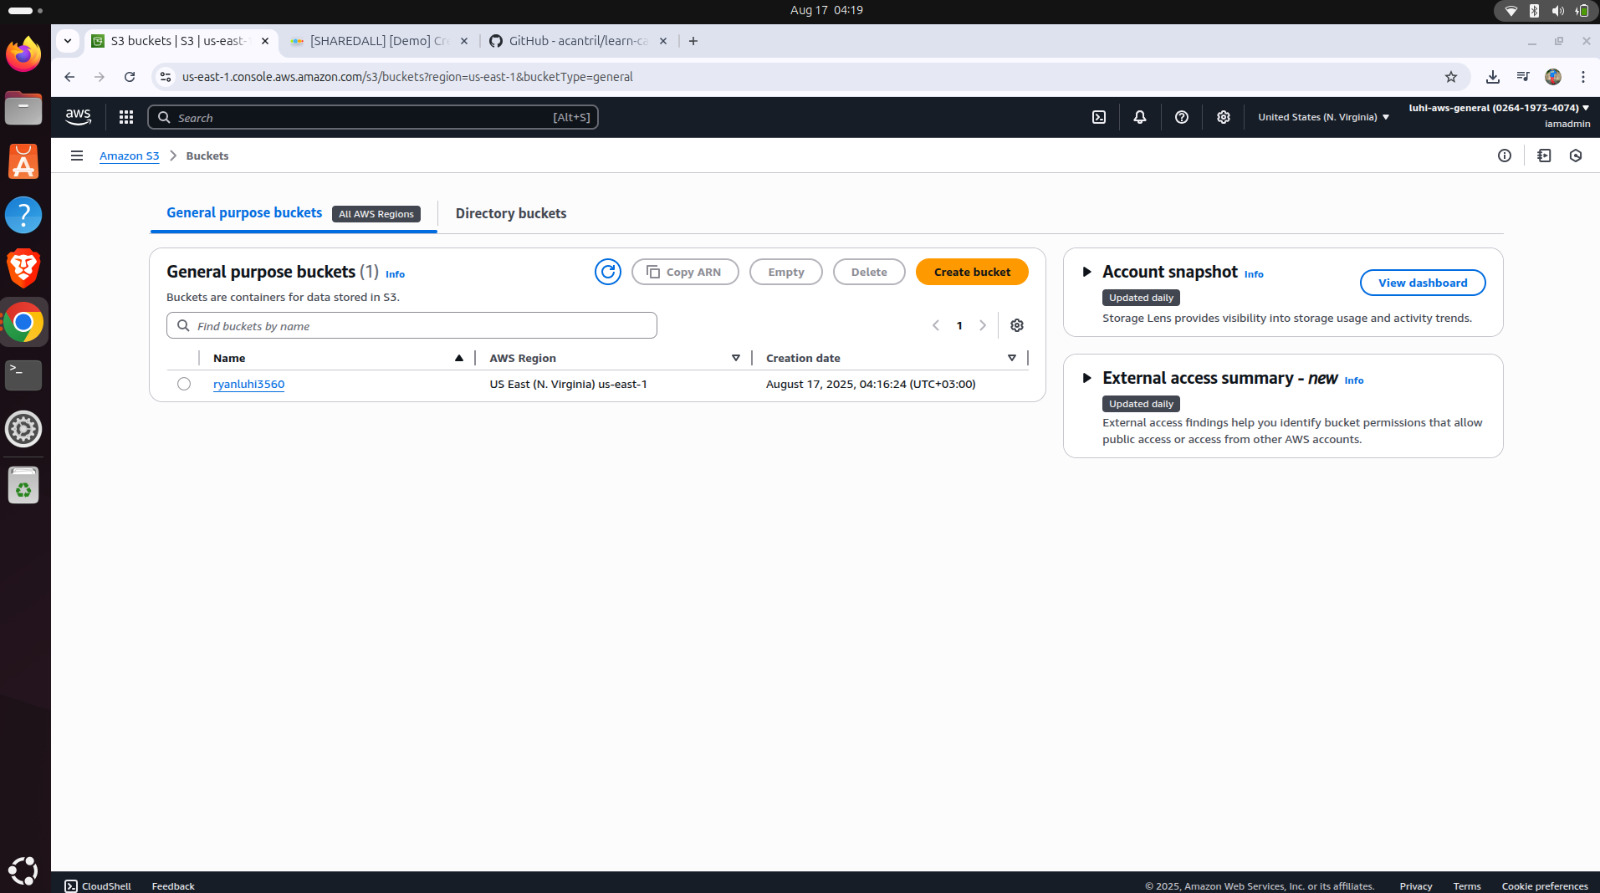 Aug 17 04:19
S3 buckets | S3 | us-east-
[SHAREDALL] [Demo] Cre
GitHub - acantril/learn-ca
us-east-1.console.aws.amazon.com/s3/buckets?region=us-east-1&bucketType=general
aws
Search
[Alt+S]
United States (N. Virginia)
luhi-aws-general (0264-1973-4074)
iamadmin
Amazon S3
Buckets
General purpose buckets
All AWS Regions
Directory buckets
General purpose buckets (1) Info
Copy ARN
Empty
Delete
Create bucket
Buckets are containers for data stored in S3.
Find buckets by name
1
Name
AWS Region
Creation date
ryanluhi3560
US East (N. Virginia) us-east-1
August 17, 2025, 04:16:24 (UTC+03:00)
Account snapshot Info
Updated daily
View dashboard
Storage Lens provides visibility into storage usage and activity trends.
External access summary - new Info
Updated daily
External access findings help you identify bucket permissions that allow
public access or access from other AWS accounts.
CloudShell
Feedback
© 2025, Amazon Web Services, Inc. or its affiliates.
Privacy
Terms
Cookie preferences